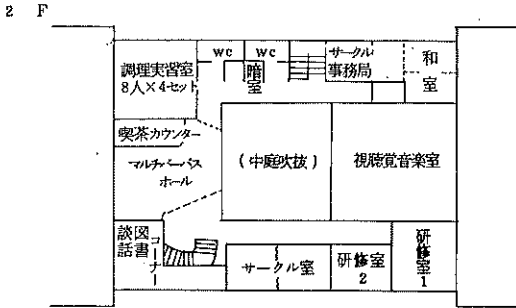 2 F
調理実習室
8人×4セット
wc
wc
暗室
サークル
事務局
和室
喫茶カウンター
マルチパーパス
ホール
(中庭吹抜)
視聴覚音楽室
談話
図書
コーナー
サークル室
研修室
2
研修室
1